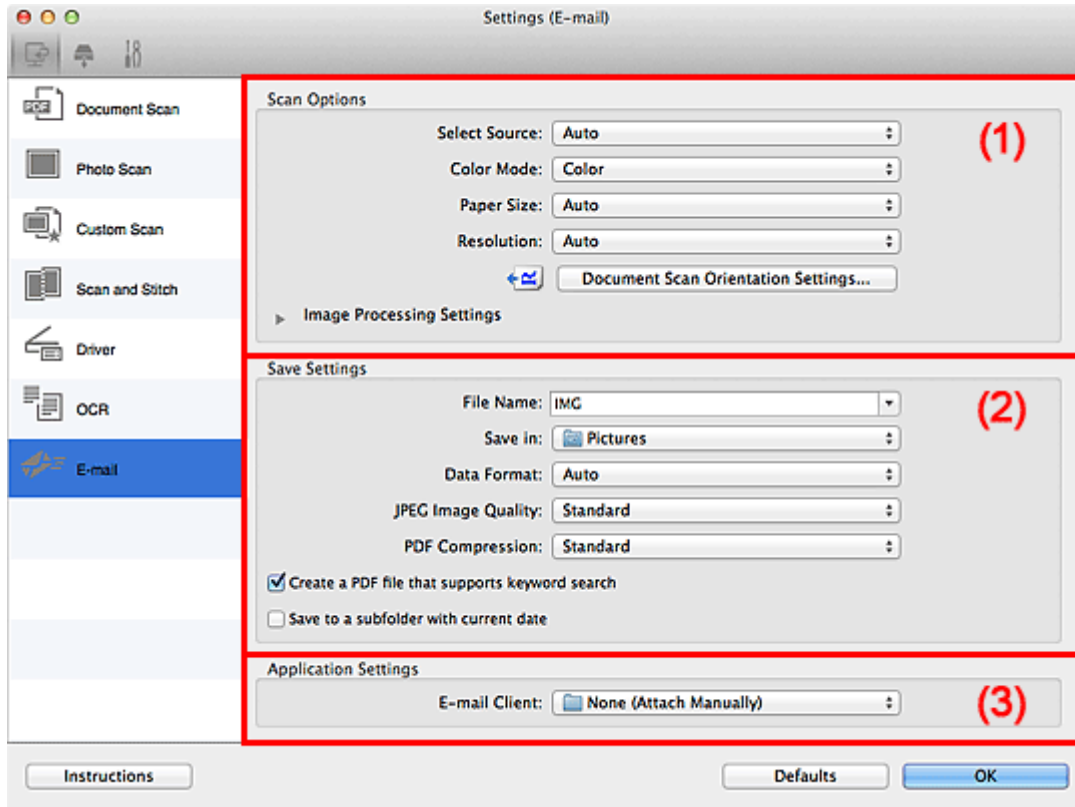 Settings (E-mail)
Document Scan
Photo Scan
Custom Scan
Scan and Stitch
Driver
OCR
E-mail
Scan Options
(1)
Select Source: Auto
Color Mode: Color
Paper Size: Auto
Resolution: Auto
Document Scan Orientation Settings...
Image Processing Settings
Save Settings
(2)
File Name: IMG
Save in: Pictures
Data Format: Auto
JPEG Image Quality: Standard
PDF Compression: Standard
Create a PDF file that supports keyword search
Save to a subfolder with current date
Application Settings
(3)
E-mail Client: None (Attach Manually)
Instructions
Defaults
OK